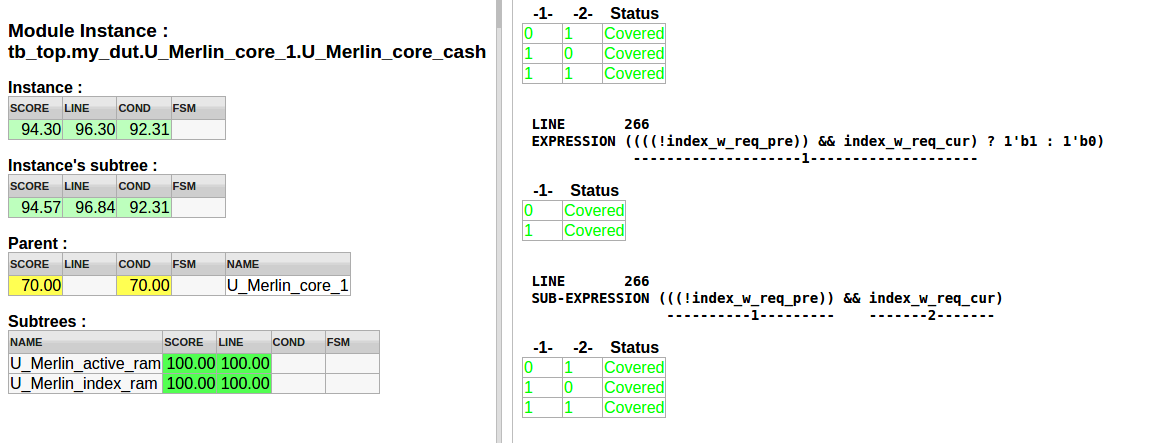 Module Instance :
tb_top.my_dut.U_Merlin_core_1.U_Merlin_core_cash
Instance :
SCORE LINE COND FSM
94.30 96.30 92.31
Instance's subtree :
SCORE LINE COND FSM
94.57 96.84 92.31
Parent :
SCORE LINE COND FSM NAME
70.00 70.00 U_Merlin_core_1
Subtrees :
NAME SCORE LINE COND FSM
U_Merlin_active_ram 100.00 100.00
U_Merlin_index_ram 100.00 100.00
-1- -2- Status
0 1 Covered
1 0 Covered
1 1 Covered
LINE 266
EXPRESSION ((((!index_w_req_pre)) && index_w_req_cur) ? 1'b1 : 1'b0)
--------------------1--------------------
-1- Status
0 Covered
1 Covered
LINE 266
SUB-EXPRESSION (((!index_w_req_pre)) && index_w_req_cur)
----------1--------- -------2-------
-1- -2- Status
0 1 Covered
1 0 Covered
1 1 Covered